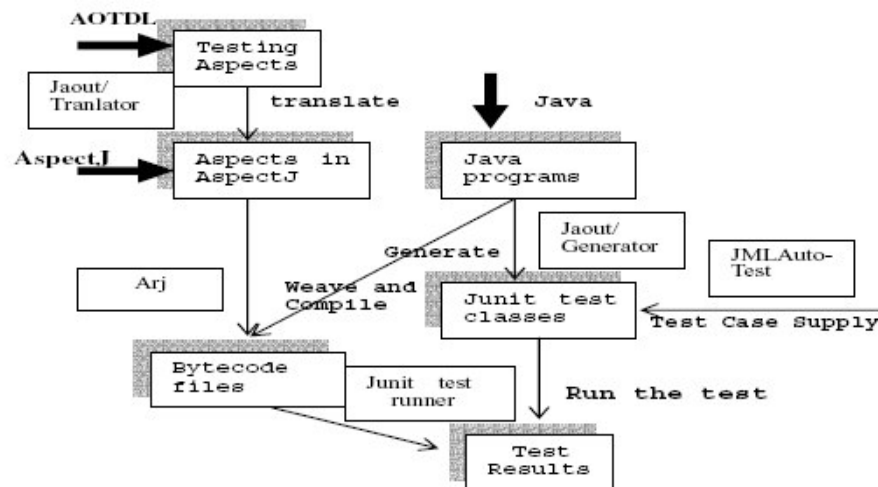 AOTDL
Testing
Aspects
Jaout/
Tranlator
translate
Java
AspectJ
Aspects in
AspectJ
Java
programs
Jaout/
Generator
Generate
JMLAuto-
Test
Arj
Weave and
Compile
Junit test
classes
Test Case Supply
Bytecode
files
Junit test
runner
Run the test
Test
Results